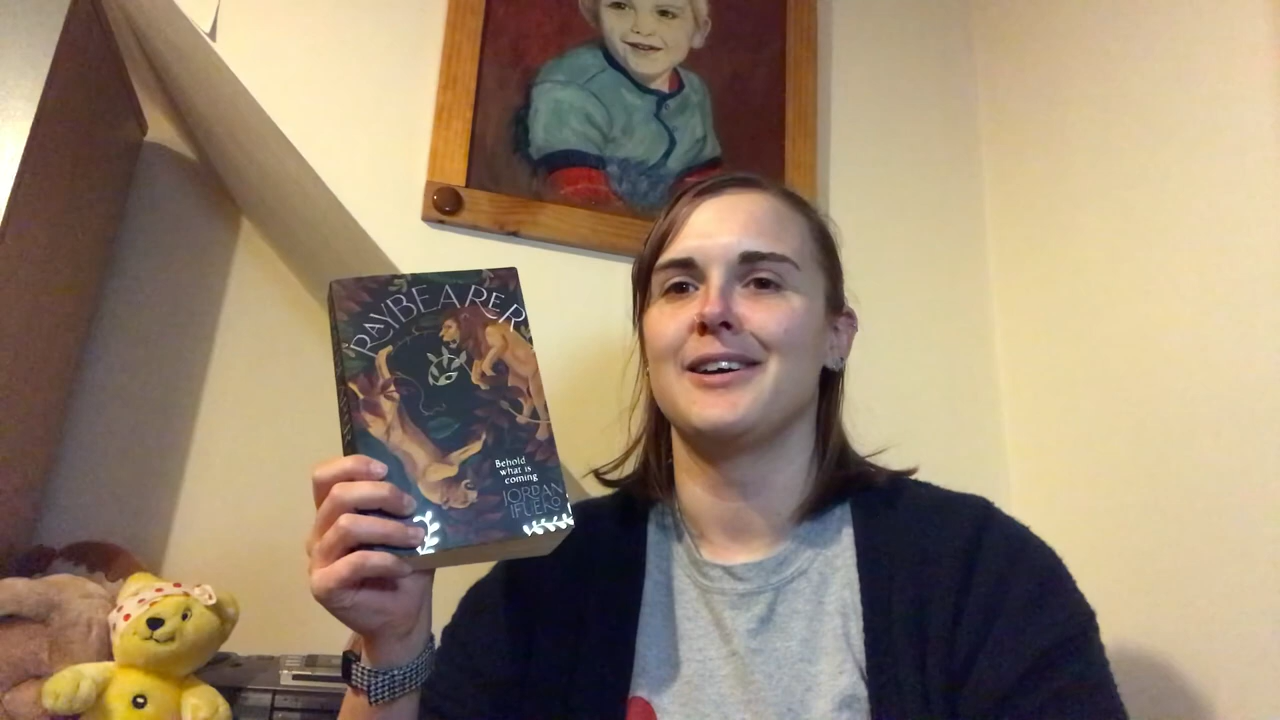 RAYBEARER
Behold
what is
coming
JORDAN
IFUEKO